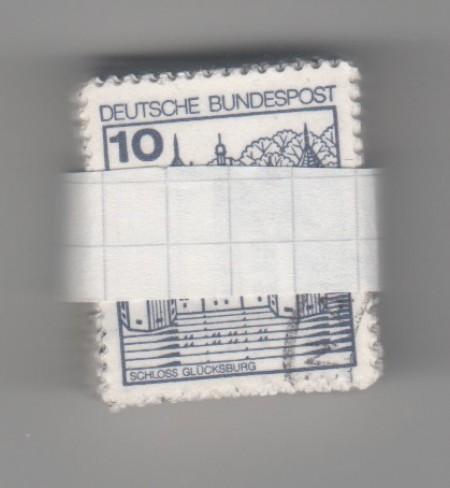 DEUTSCHE BUNDESPOST
10
SCHLOSS GLÜCKSBURG